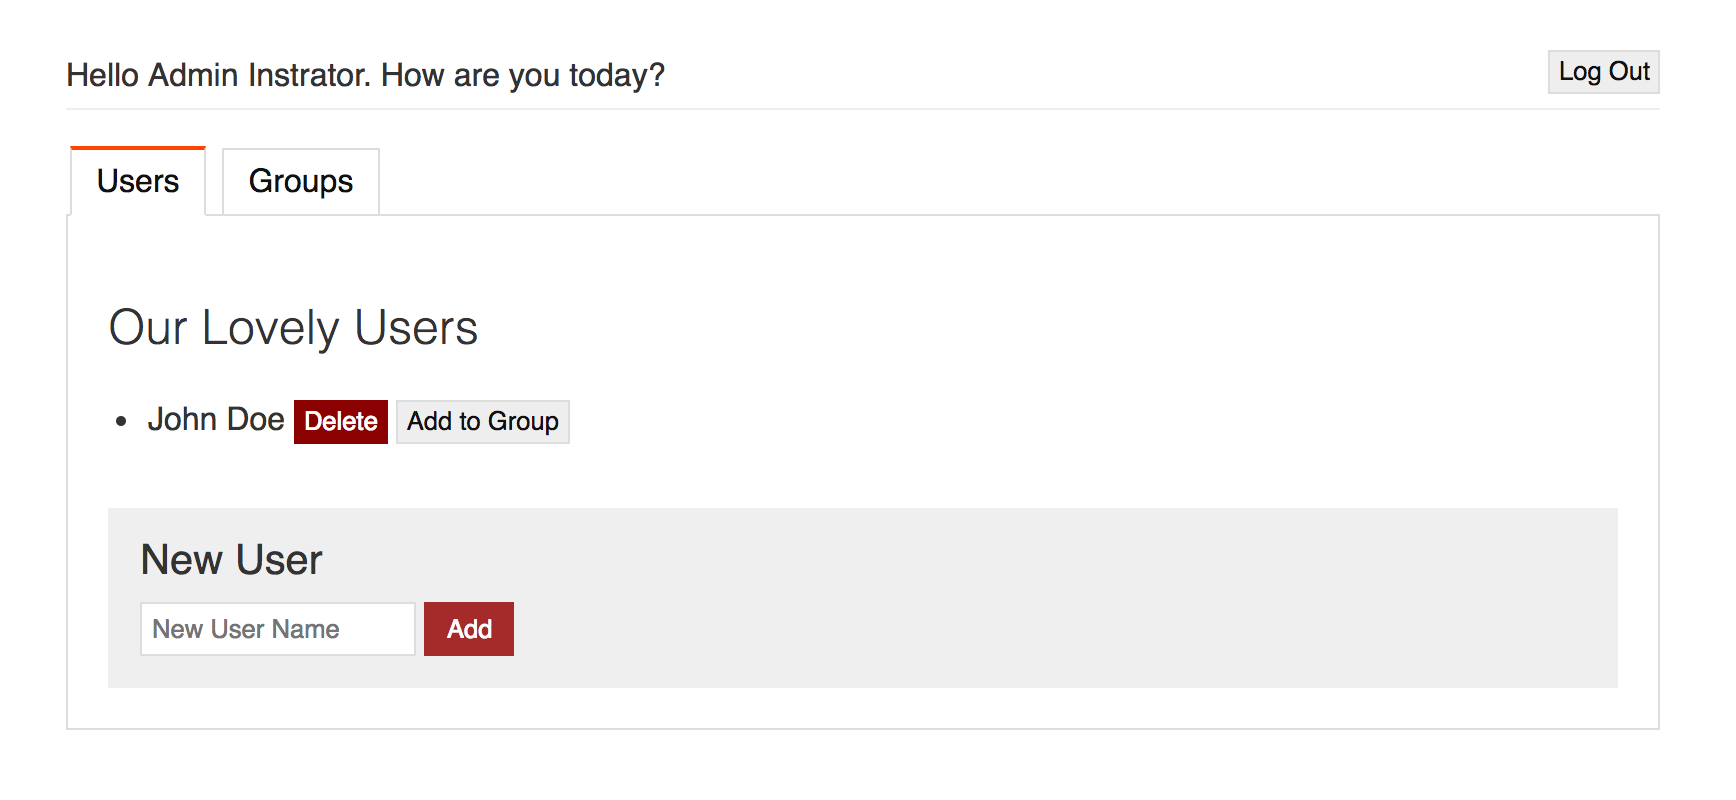 Hello Admin Instrator. How are you today?
Log Out
Users
Groups
Our Lovely Users
• John Doe Delete Add to Group
New User
New User Name
Add